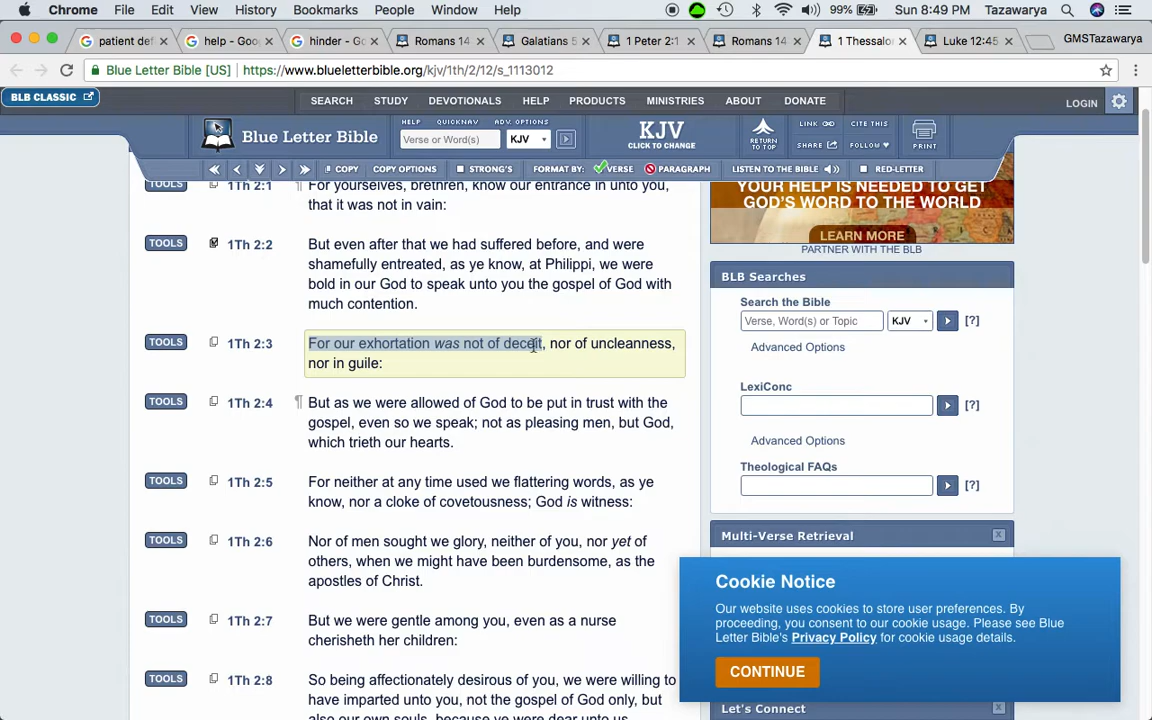 Chrome File Edit View History Bookmarks People Window Help 99% Sun 8:49 PM Tazawarya
patient def help - Goo hinder - Go Romans 14 Galatians 5 1 Peter 2:1 Romans 14 1 Thessalon Luke 12:45 GMSTazawarya
Blue Letter Bible [US] https://www.blueletterbible.org/kjv/1th/2/12/s_1113012
BLB CLASSIC SEARCH STUDY DEVOTIONALS HELP PRODUCTS MINISTRIES ABOUT DONATE LOGIN
Blue Letter Bible
HELP QUICKNAV ADV. OPTIONS
Verse or Word(s) KJV
KJV
CLICK TO CHANGE
RETURN
TO TOP
LINK CITE THIS
SHARE FOLLOW
PRINT
COPY COPY OPTIONS STRONG'S FORMAT BY: VERSE PARAGRAPH LISTEN TO THE BIBLE RED-LETTER
TOOLS 1Th 2:1 ¶ For yourselves, brethren, know our entrance in unto you,
that it was not in vain:
TOOLS 1Th 2:2 But even after that we had suffered before, and were
shamefully entreated, as ye know, at Philippi, we were
bold in our God to speak unto you the gospel of God with
much contention.
TOOLS 1Th 2:3 For our exhortation was not of deceit, nor of uncleanness,
nor in guile:
TOOLS 1Th 2:4 ¶ But as we were allowed of God to be put in trust with the
gospel, even so we speak; not as pleasing men, but God,
which trieth our hearts.
TOOLS 1Th 2:5 For neither at any time used we flattering words, as ye
know, nor a cloke of covetousness; God is witness:
TOOLS 1Th 2:6 Nor of men sought we glory, neither of you, nor yet of
others, when we might have been burdensome, as the
apostles of Christ.
TOOLS 1Th 2:7 But we were gentle among you, even as a nurse
cherisheth her children:
TOOLS 1Th 2:8 So being affectionately desirous of you, we were willing to
have imparted unto you, not the gospel of God only, but
also our own souls, because ye were dear unto us.
YOUR HELP IS NEEDED TO GET
GOD'S WORD TO THE WORLD
LEARN MORE
PARTNER WITH THE BLB
BLB Searches
Search the Bible
Verse, Word(s) or Topic KJV [?]
Advanced Options
LexiConc
[?]
Advanced Options
Theological FAQs
[?]
Multi-Verse Retrieval x
Cookie Notice
Our website uses cookies to store user preferences. By
proceeding, you consent to our cookie usage. Please see Blue
Letter Bible's Privacy Policy for cookie usage details.
CONTINUE
Let's Connect x